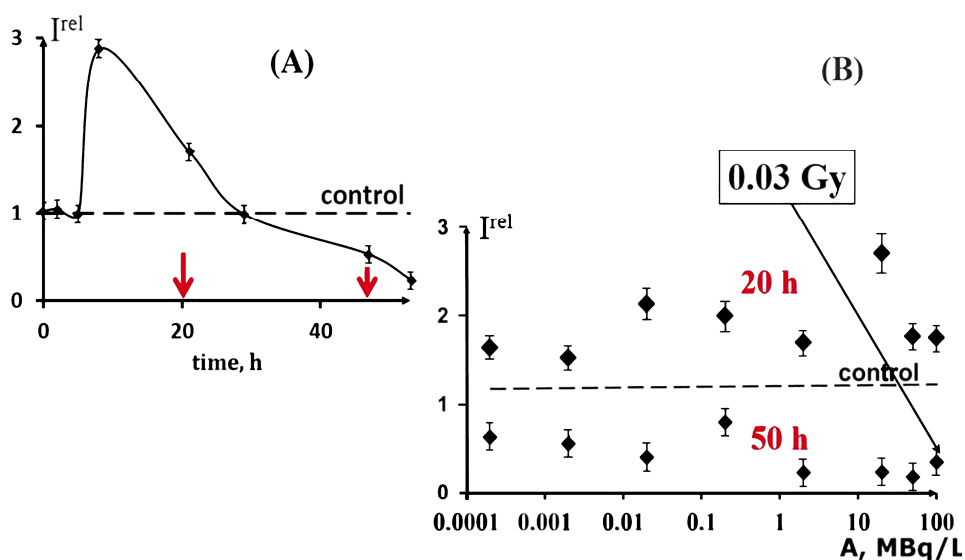 I^rel
(A)
3
2
1
0
control
0 20 40
time, h
(B)
0.03 Gy
I^rel
3
2
1
0
20 h
control
50 h
0.0001 0.001 0.01 0.1 1 10 100
A, MBq/L